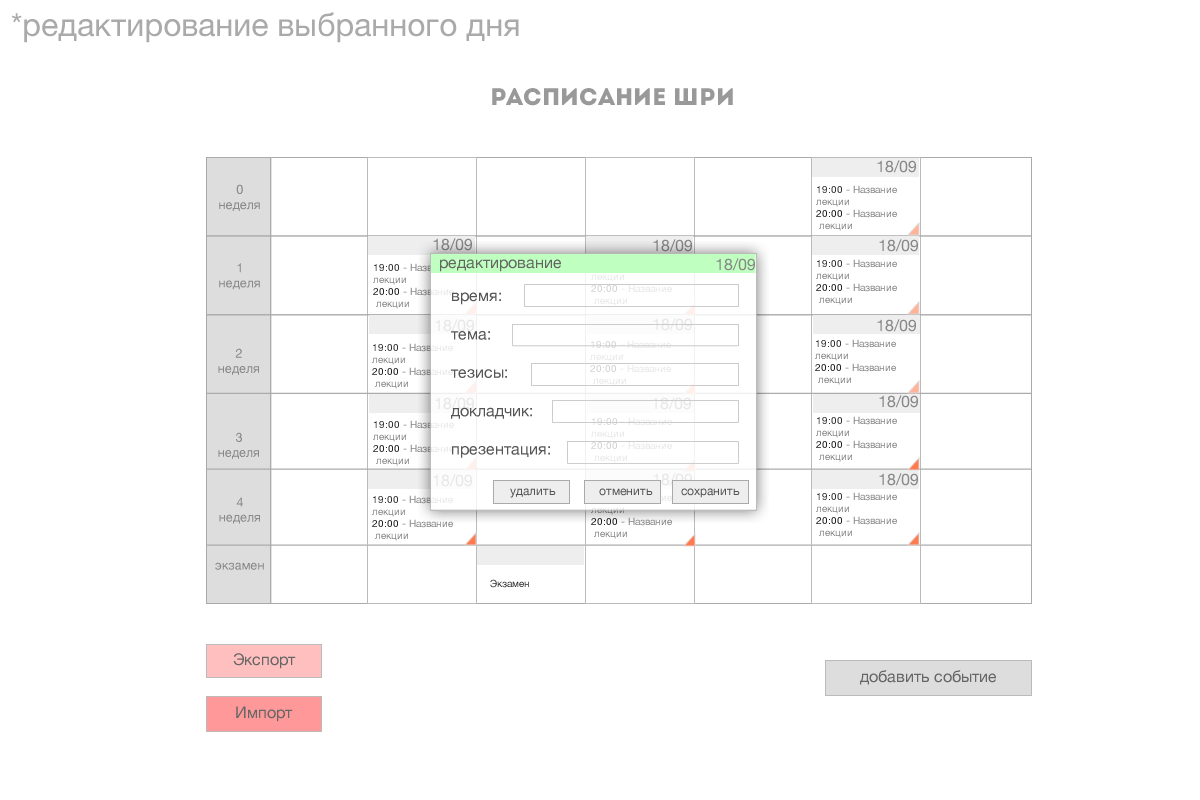 *редактирование выбранного дня
РАСПИСАНИЕ ШРИ
0
неделя
18/09
19:00 - Название
лекции
20:00 - Название
лекции
1
неделя
18/09
19:00 - Назв
лекции
20:00 - Назв
лекции
18/09
лекции
20:00 - Название
лекции
18/09
19:00 - Название
лекции
20:00 - Название
лекции
редактирование
18/09
время:
тема:
тезисы:
докладчик:
презентация:
удалить
отменить
сохранить
2
неделя
18/09
19:00 - Название
лекции
20:00 - Название
лекции
18/09
19:00 - Название
лекции
20:00 - Название
лекции
18/09
19:00 - Название
лекции
20:00 - Название
лекции
3
неделя
18/09
19:00 - Название
лекции
20:00 - Название
лекции
18/09
19:00 - Название
лекции
20:00 - Название
лекции
18/09
19:00 - Название
лекции
20:00 - Название
лекции
4
неделя
18/09
19:00 - Название
лекции
20:00 - Название
лекции
лекции
20:00 - Название
лекции
18/09
19:00 - Название
лекции
20:00 - Название
лекции
экзамен
Экзамен
Экспорт
Импорт
добавить событие